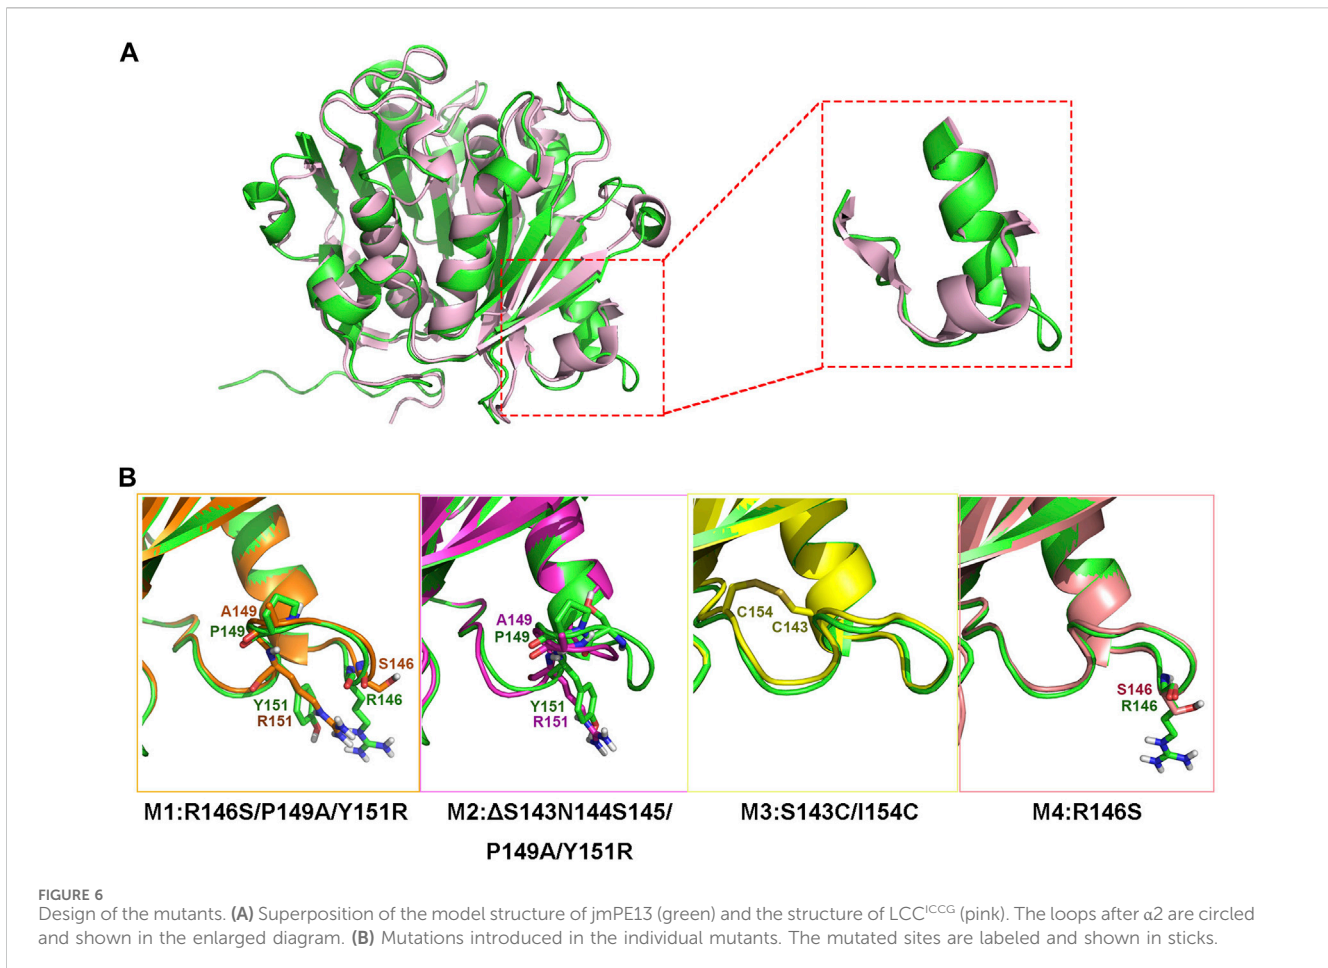 A
B
A149
P149
S146
R146
Y151
R151
A149
P149
Y151
R151
C154
C143
S146
R146
M1:R146S/P149A/Y151R
M2:ΔS143N144S145/
P149A/Y151R
M3:S143C/I154C
M4:R146S
FIGURE 6
Design of the mutants. (A) Superposition of the model structure of jmPE13 (green) and the structure of LCCᴵCCG (pink). The loops after α2 are circled
and shown in the enlarged diagram. (B) Mutations introduced in the individual mutants. The mutated sites are labeled and shown in sticks.